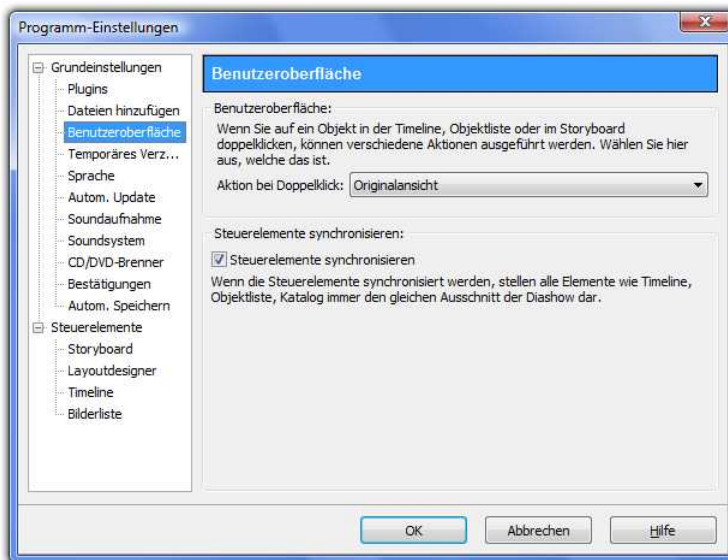 Programm-Einstellungen
Grundeinstellungen
Plugins
Dateien hinzufügen
Benutzeroberfläche
Temporäres Verz...
Sprache
Autom. Update
Soundaufnahme
Soundsystem
CD/DVD-Brenner
Bestätigungen
Autom. Speichern
Steuerelemente
Storyboard
Layoutdesigner
Timeline
Bilderliste
Benutzeroberfläche
Benutzeroberfläche:
Wenn Sie auf ein Objekt in der Timeline, Objektliste oder im Storyboard
doppelklicken, können verschiedene Aktionen ausgeführt werden. Wählen Sie hier
aus, welche das ist.
Aktion bei Doppelklick: Originalansicht
Steuerelemente synchronisieren:
Steuerelemente synchronisieren
Wenn die Steuerelemente synchronisiert werden, stellen alle Elemente wie Timeline,
Objektliste, Katalog immer den gleichen Ausschnitt der Diashow dar.
OK Abbrechen Hilfe